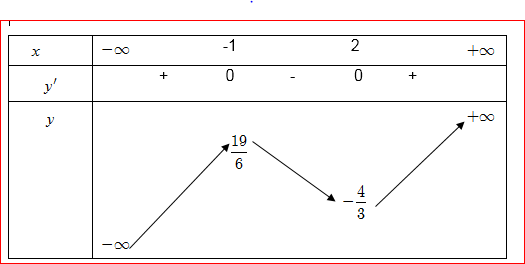 x −∞ -1 2 +∞
y′ + 0 - 0 +
y +∞
19/6
−4/3
−∞